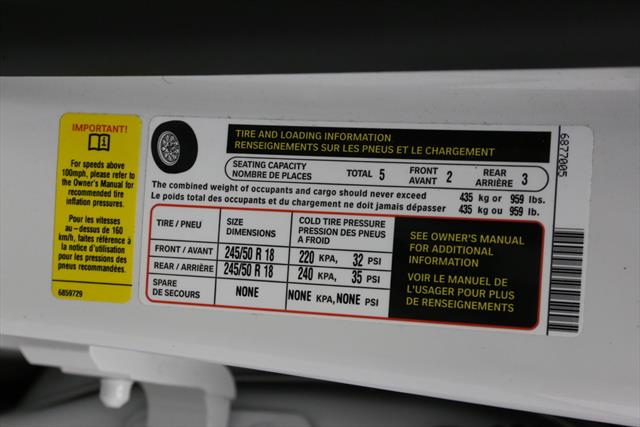 IMPORTANT!
For speeds above
100mph, please refer to
the Owner's Manual for
recommended tire
inflation pressures.
Pour les vitesses
au-dessus de 160
km/h, faites référence à
la notice d'utilisation
pour les pressions des
pneus recommandées.
6859729
TIRE AND LOADING INFORMATION
RENSEIGNEMENTS SUR LES PNEUS ET LE CHARGEMENT
SEATING CAPACITY
NOMBRE DE PLACES
TOTAL 5
FRONT
AVANT 2
REAR
ARRIÈRE 3
The combined weight of occupants and cargo should never exceed 435 kg or 959 lbs.
Le poids total des occupants et du chargement ne doit jamais dépasser 435 kg ou 959 lb.
TIRE / PNEU
SIZE
DIMENSIONS
COLD TIRE PRESSURE
PRESSION DES PNEUS
A FROID
FRONT / AVANT 245/50 R 18 220 KPA, 32 PSI
REAR / ARRIÈRE 245/50 R 18 240 KPA, 35 PSI
SPARE
DE SECOURS NONE NONE KPA, NONE PSI
SEE OWNER'S MANUAL
FOR ADDITIONAL
INFORMATION
VOIR LE MANUEL DE
L'USAGER POUR PLUS
DE RENSEIGNEMENTS
6877005